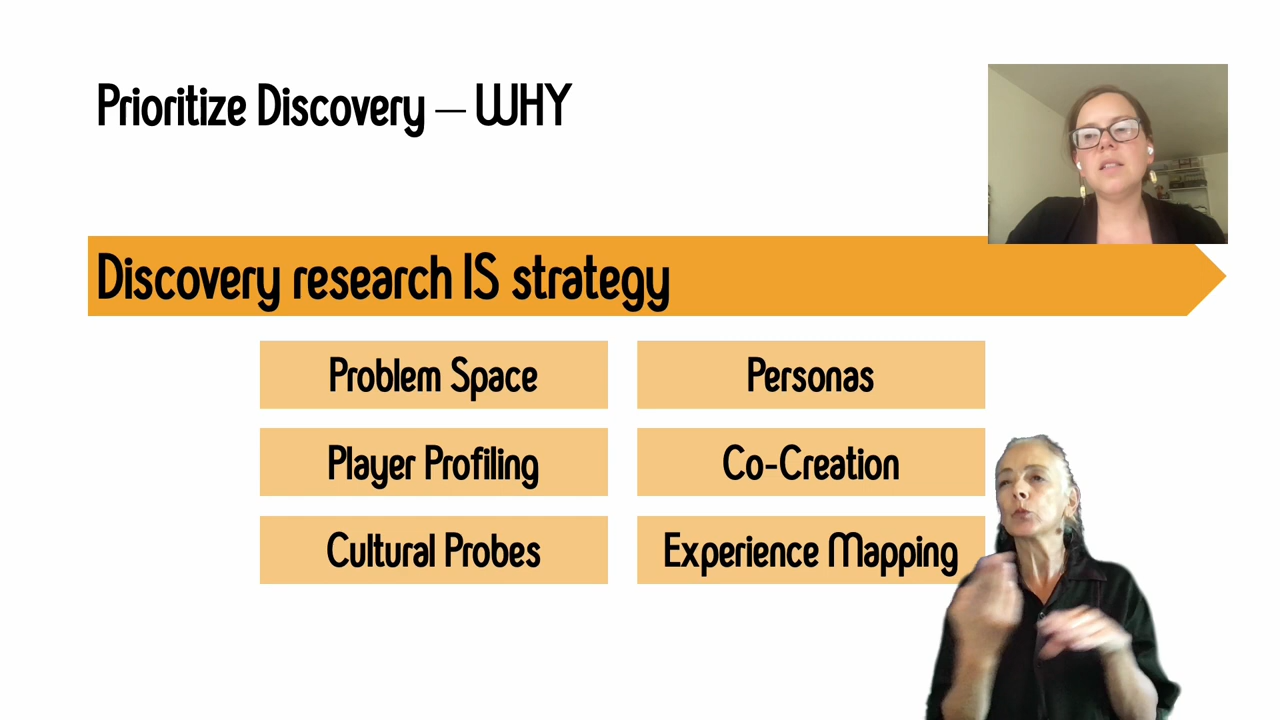 Prioritize Discovery – WHY
Discovery research IS strategy
Problem Space
Personas
Player Profiling
Co-Creation
Cultural Probes
Experience Mapping